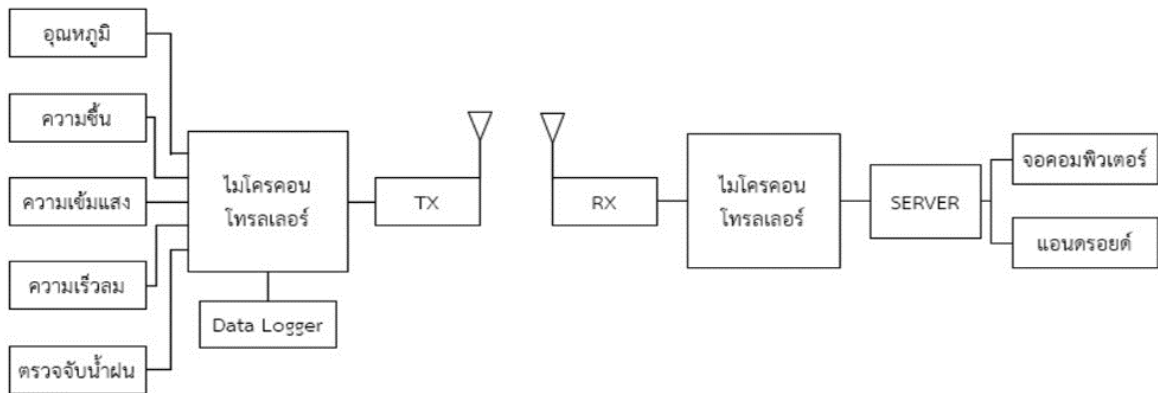 อุณหภูมิ
ความชื้น
ความเข้มแสง
ความเร็วลม
ตรวจจับน้ำฝน
ไมโครคอน
โทรลเลอร์
Data Logger
TX
RX
ไมโครคอน
โทรลเลอร์
SERVER
จอคอมพิวเตอร์
แอนดรอยด์